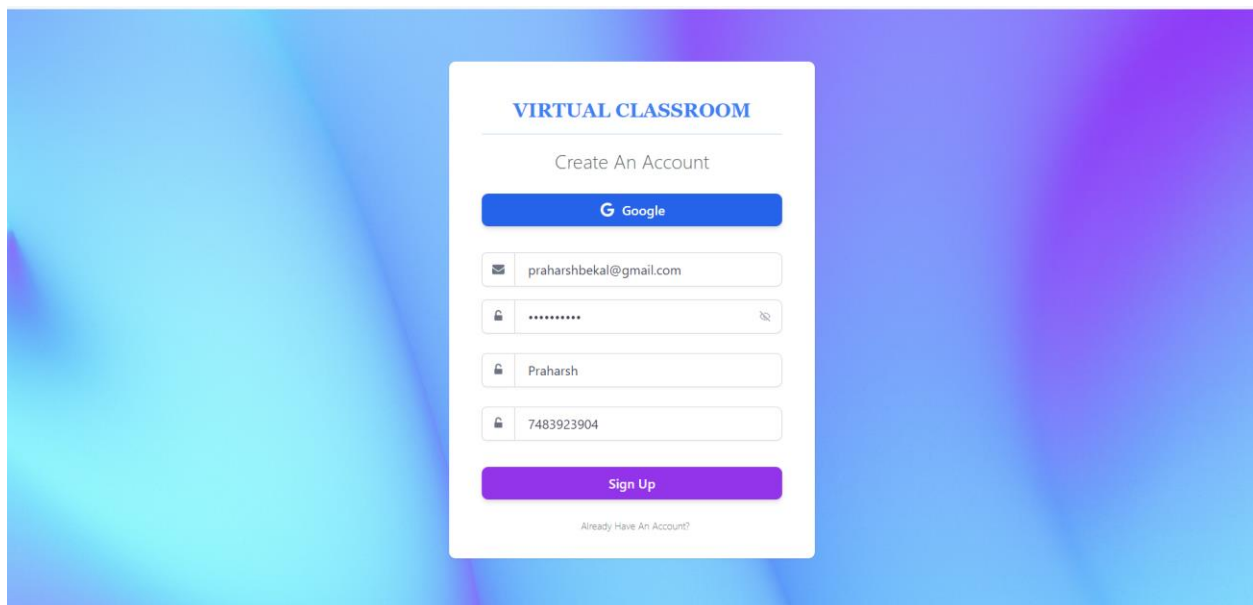 VIRTUAL CLASSROOM
Create An Account
Google
praharshbekal@gmail.com
••••••••••
Praharsh
7483923904
Sign Up
Already Have An Account?